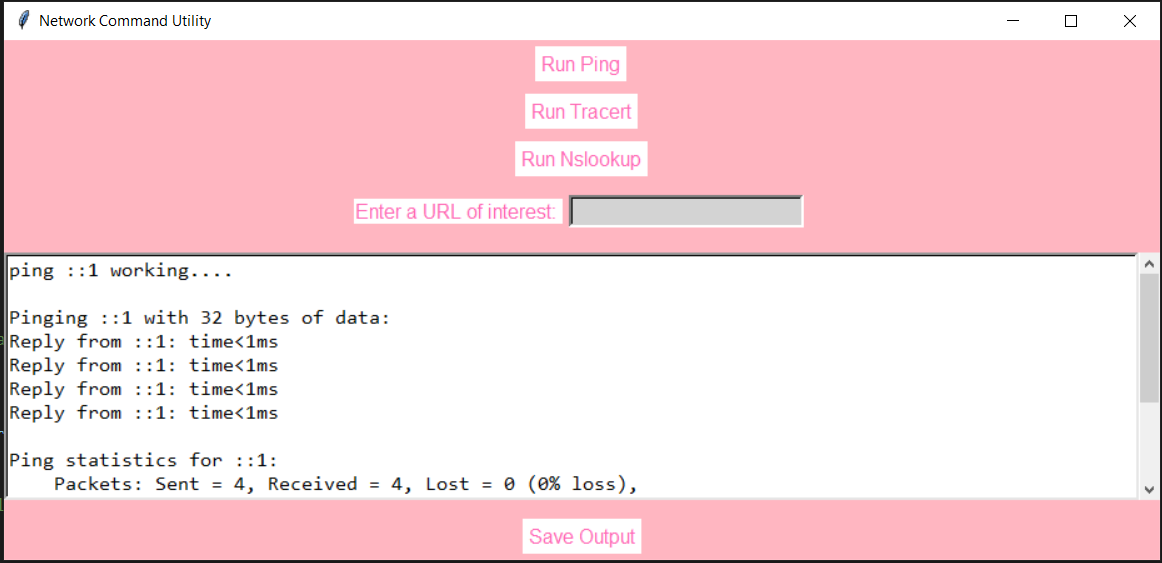 Network Command Utility
Run Ping
Run Tracert
Run Nslookup
Enter a URL of interest:
ping ::1 working....
Pinging ::1 with 32 bytes of data:
Reply from ::1: time<1ms
Reply from ::1: time<1ms
Reply from ::1: time<1ms
Reply from ::1: time<1ms
Ping statistics for ::1:
Packets: Sent = 4, Received = 4, Lost = 0 (0% loss),
Save Output